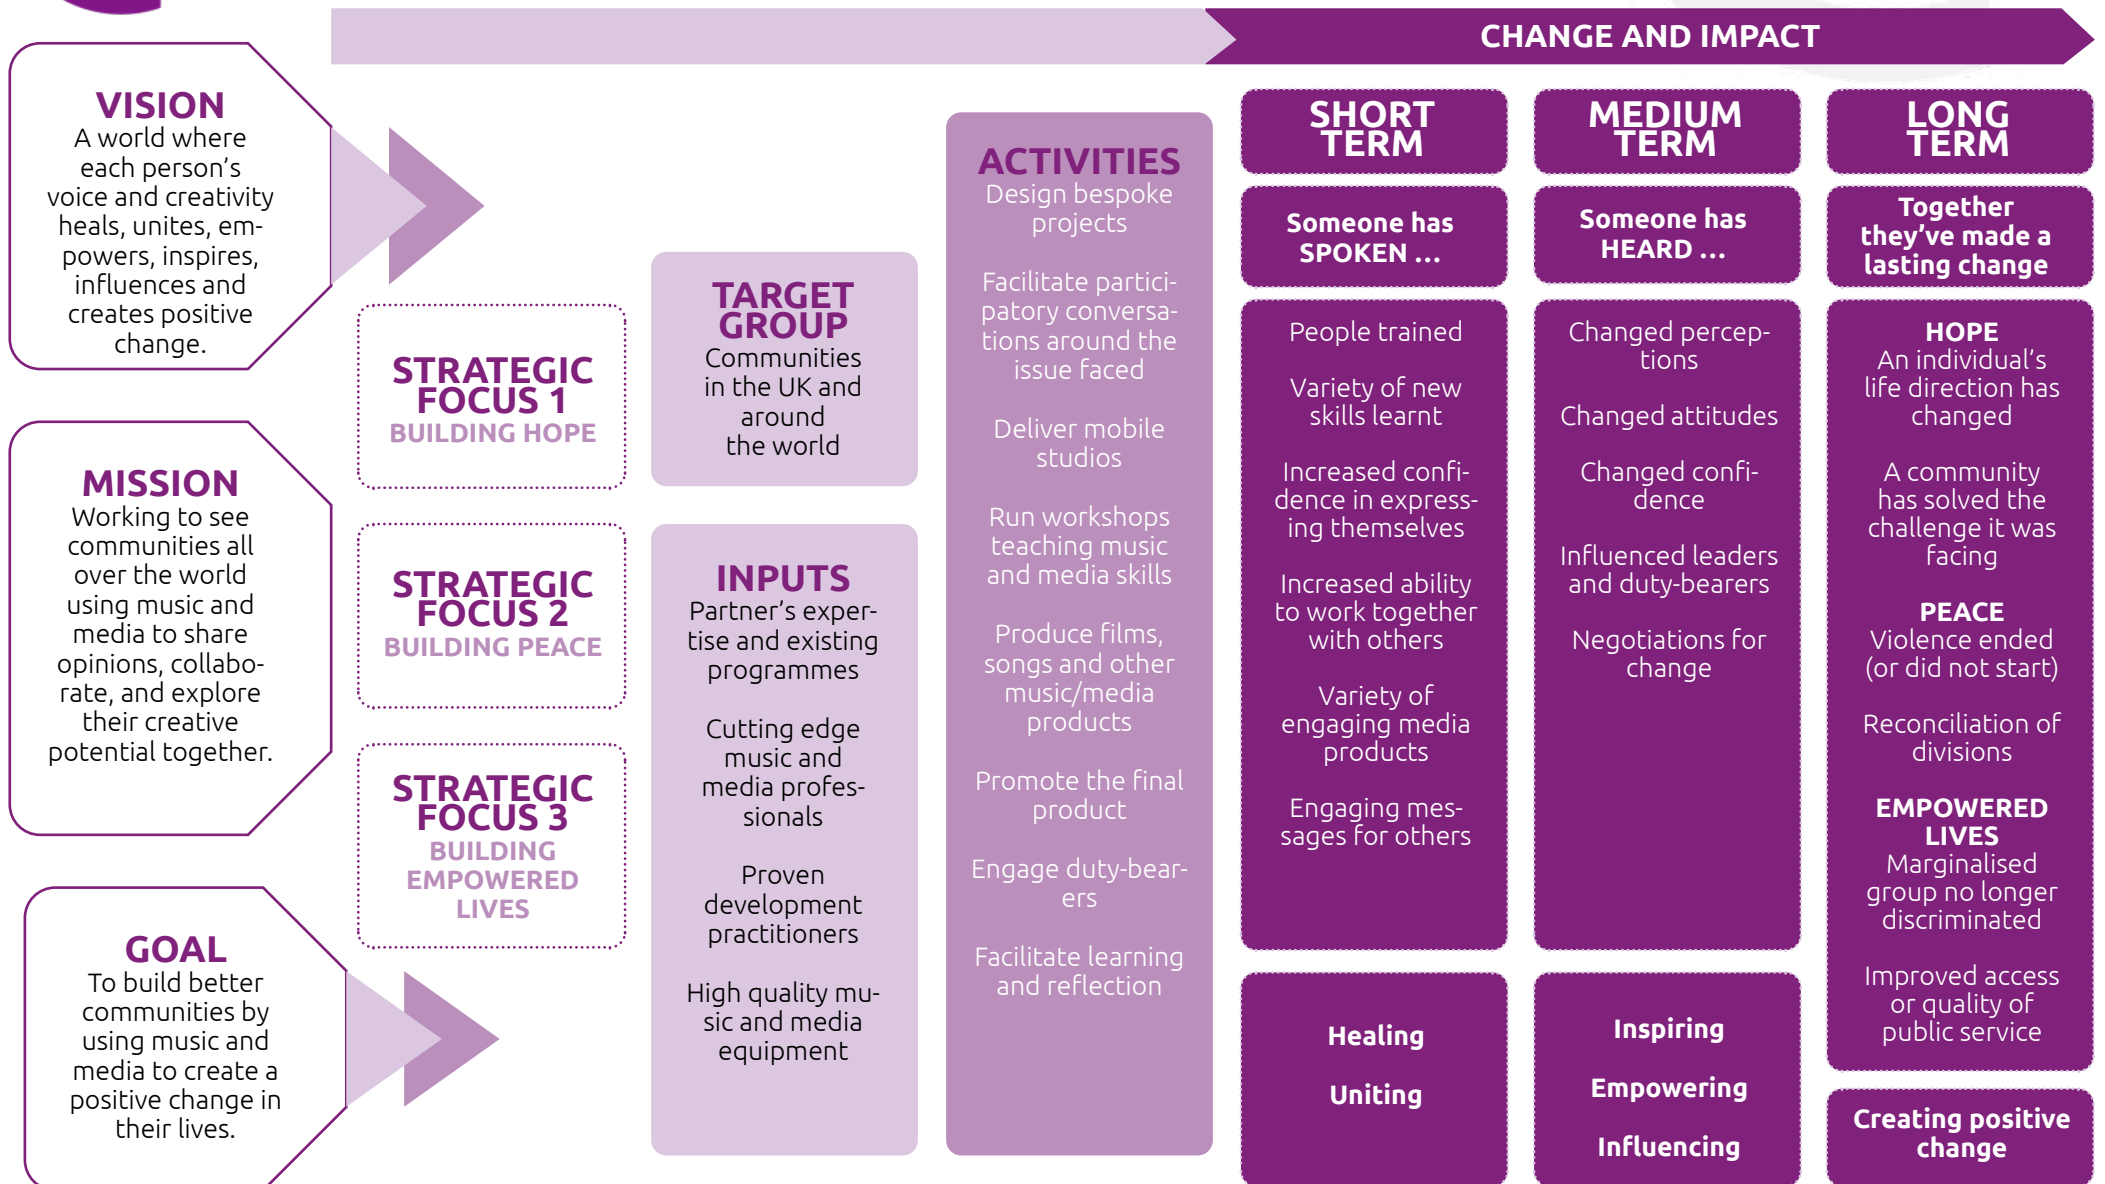 CHANGE AND IMPACT
VISION
A world where
each person's
voice and creativity
heals, unites, em-
powers, inspires,
influences and
creates positive
change.
MISSION
Working to see
communities all
over the world
using music and
media to share
opinions, collabo-
rate, and explore
their creative
potential together.
GOAL
To build better
communities by
using music and
media to create a
positive change in
their lives.
STRATEGIC
FOCUS 1
BUILDING HOPE
STRATEGIC
FOCUS 2
BUILDING PEACE
STRATEGIC
FOCUS 3
BUILDING
EMPOWERED
LIVES
TARGET
GROUP
Communities
in the UK and
around
the world
INPUTS
Partner's exper-
tise and existing
programmes
Cutting edge
music and
media profes-
sionals
Proven
development
practitioners
High quality mu-
sic and media
equipment
ACTIVITIES
Design bespoke
projects
Facilitate partici-
patory conversa-
tions around the
issue faced
Deliver mobile
studios
Run workshops
teaching music
and media skills
Produce films,
songs and other
music/media
products
Promote the final
product
Engage duty-bear-
ers
Facilitate learning
and reflection
SHORT
TERM
Someone has
SPOKEN ...
People trained
Variety of new
skills learnt
Increased confi-
dence in express-
ing themselves
Increased ability
to work together
with others
Variety of
engaging media
products
Engaging mes-
sages for others
Healing
Uniting
MEDIUM
TERM
Someone has
HEARD ...
Changed percep-
tions
Changed attitudes
Changed confi-
dence
Influenced leaders
and duty-bearers
Negotiations for
change
Inspiring
Empowering
Influencing
LONG
TERM
Together
they've made a
lasting change
HOPE
An individual's
life direction has
changed
A community
has solved the
challenge it was
facing
PEACE
Violence ended
(or did not start)
Reconciliation of
divisions
EMPOWERED
LIVES
Marginalised
group no longer
discriminated
Improved access
or quality of
public service
Creating positive
change